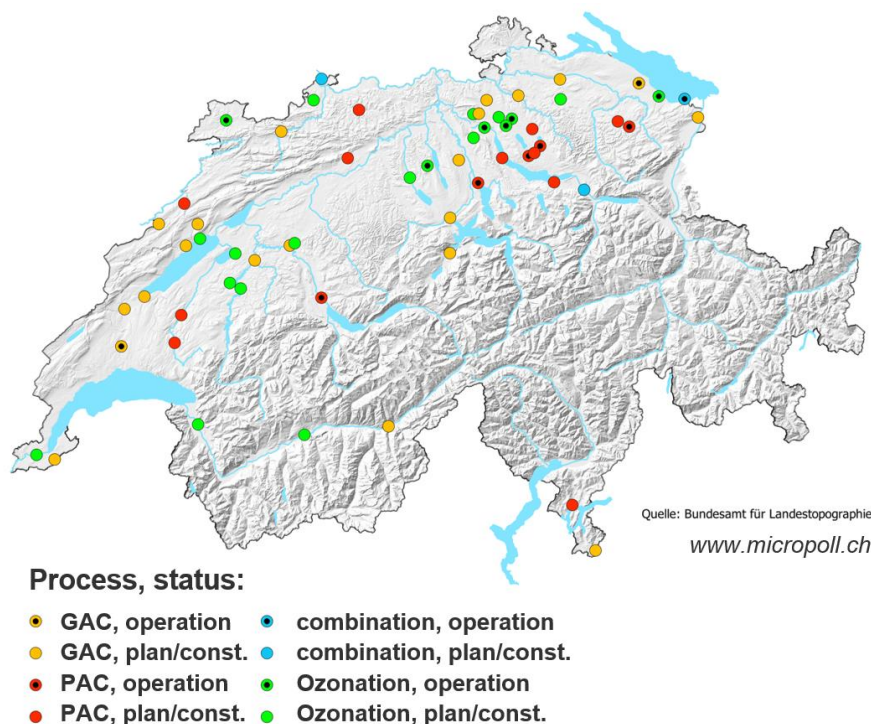 Quelle: Bundesamt für Landestopographie
www.micropoll.ch
Process, status:
GAC, operation
combination, operation
GAC, plan/const.
combination, plan/const.
PAC, operation
Ozonation, operation
PAC, plan/const.
Ozonation, plan/const.